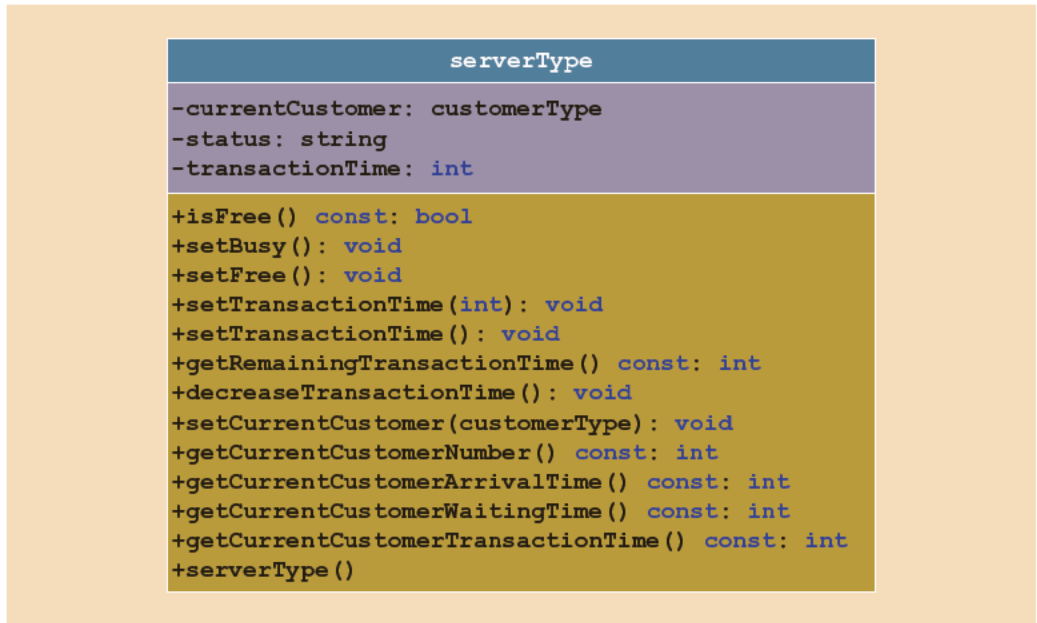 serverType
-currentCustomer: customerType
-status: string
-transactionTime: int
+isFree() const: bool
+setBusy(): void
+setFree(): void
+setTransactionTime(int): void
+setTransactionTime(): void
+getRemainingTransactionTime() const: int
+decreaseTransactionTime(): void
+setCurrentCustomer(customerType): void
+getCurrentCustomerNumber() const: int
+getCurrentCustomerArrivalTime() const: int
+getCurrentCustomerWaitingTime() const: int
+getCurrentCustomerTransactionTime() const: int
+serverType()